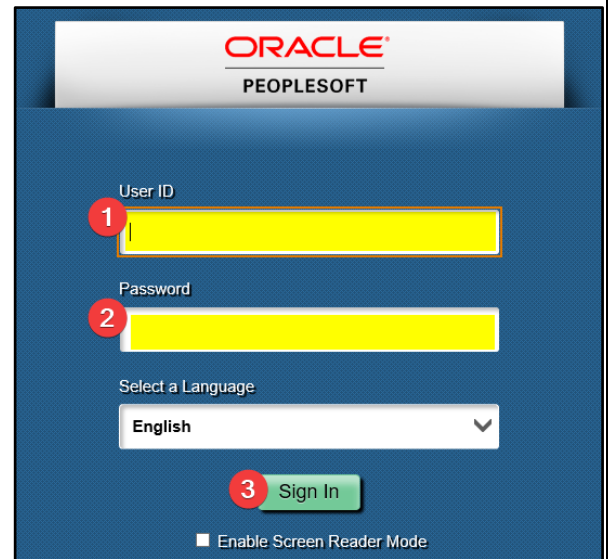 ORACLE®
PEOPLESOFT
User ID
1
Password
2
Select a Language
English
3 Sign In
Enable Screen Reader Mode